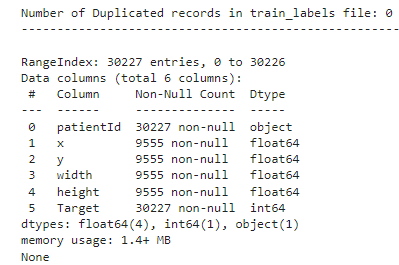 Number of Duplicated records in train_labels file: 0
----------------------------------------------------
RangeIndex: 30227 entries, 0 to 30226
Data columns (total 6 columns):
 #   Column     Non-Null Count  Dtype
---  ------     --------------  -----
 0   patientId  30227 non-null  object
 1   x          9555 non-null   float64
 2   y          9555 non-null   float64
 3   width      9555 non-null   float64
 4   height     9555 non-null   float64
 5   Target     30227 non-null  int64
dtypes: float64(4), int64(1), object(1)
memory usage: 1.4+ MB
None